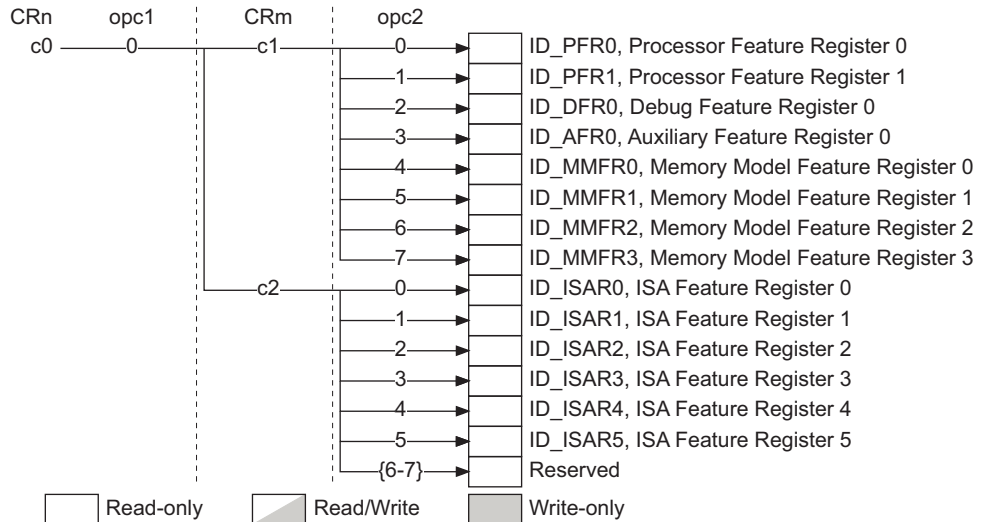 CRn opc1 CRm opc2
c0 0 c1 0 ID_PFR0, Processor Feature Register 0
1 ID_PFR1, Processor Feature Register 1
2 ID_DFR0, Debug Feature Register 0
3 ID_AFR0, Auxiliary Feature Register 0
4 ID_MMFR0, Memory Model Feature Register 0
5 ID_MMFR1, Memory Model Feature Register 1
6 ID_MMFR2, Memory Model Feature Register 2
7 ID_MMFR3, Memory Model Feature Register 3
c2 0 ID_ISAR0, ISA Feature Register 0
1 ID_ISAR1, ISA Feature Register 1
2 ID_ISAR2, ISA Feature Register 2
3 ID_ISAR3, ISA Feature Register 3
4 ID_ISAR4, ISA Feature Register 4
5 ID_ISAR5, ISA Feature Register 5
{6-7} Reserved
Read-only Read/Write Write-only